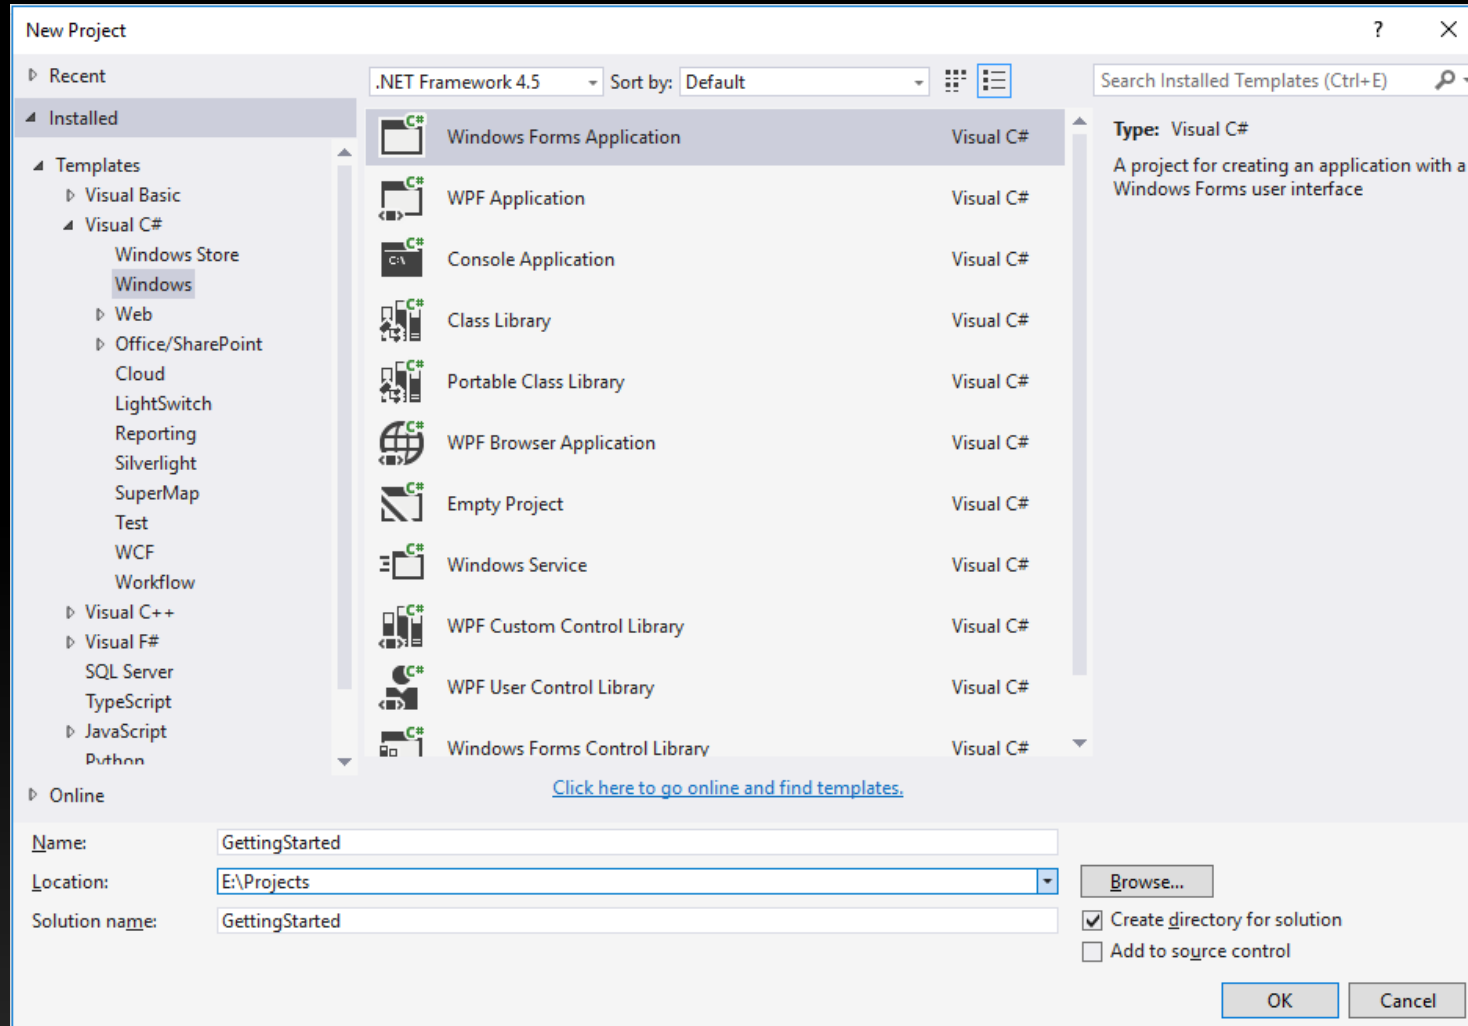 New Project
?
Recent
.NET Framework 4.5
Sort by:
Default
Search Installed Templates (Ctrl+E)
Installed
Templates
Visual Basic
Visual C#
Windows Store
Windows
Web
Office/SharePoint
Cloud
LightSwitch
Reporting
Silverlight
SuperMap
Test
WCF
Workflow
Visual C++
Visual F#
SQL Server
TypeScript
JavaScript
Python
Online
Windows Forms Application Visual C#
WPF Application Visual C#
Console Application Visual C#
Class Library Visual C#
Portable Class Library Visual C#
WPF Browser Application Visual C#
Empty Project Visual C#
Windows Service Visual C#
WPF Custom Control Library Visual C#
WPF User Control Library Visual C#
Windows Forms Control Library Visual C#
Click here to go online and find templates.
Type: Visual C#
A project for creating an application with a
Windows Forms user interface
Name: GettingStarted
Location: E:\Projects
Browse...
Solution name: GettingStarted
Create directory for solution
Add to source control
OK
Cancel